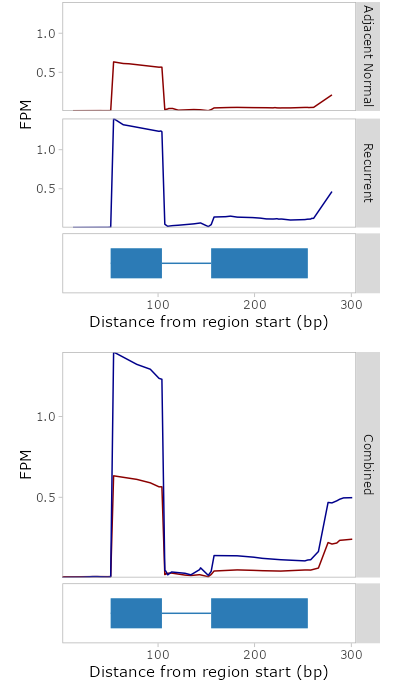 Adjacent Normal
1.0
0.5
FPM
Recurrent
1.0
0.5
100 200 300
Distance from region start (bp)
Combined
1.0
0.5
FPM
100 200 300
Distance from region start (bp)